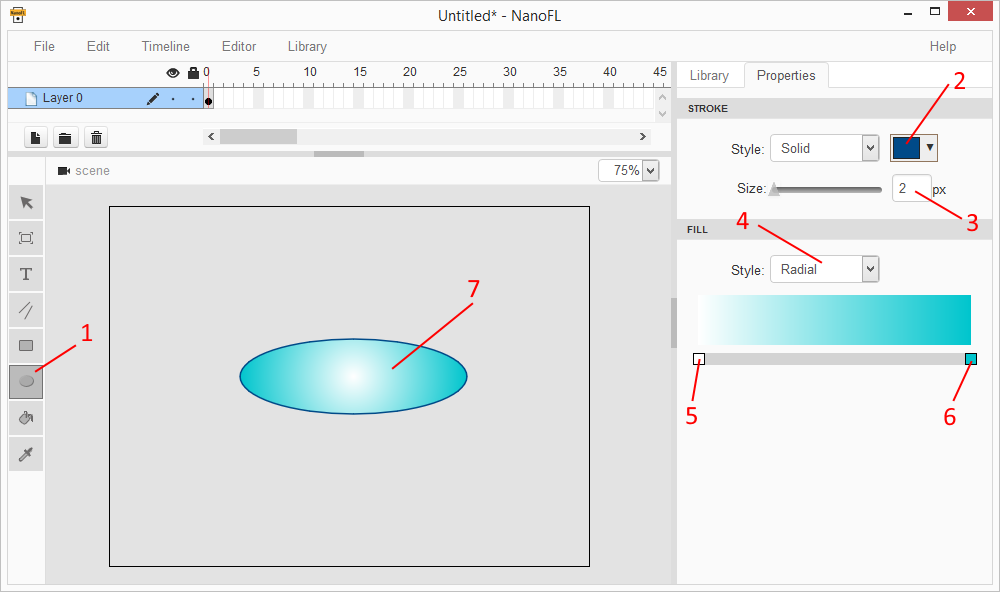 Untitled* - NanoFL
File Edit Timeline Editor Library Help
0 5 10 15 20 25 30 35 40 45
Layer 0
Library Properties
STROKE
2
Style: Solid
scene 75%
Size: 2 px
3
4
FILL
T
Style: Radial
7
1
5 6